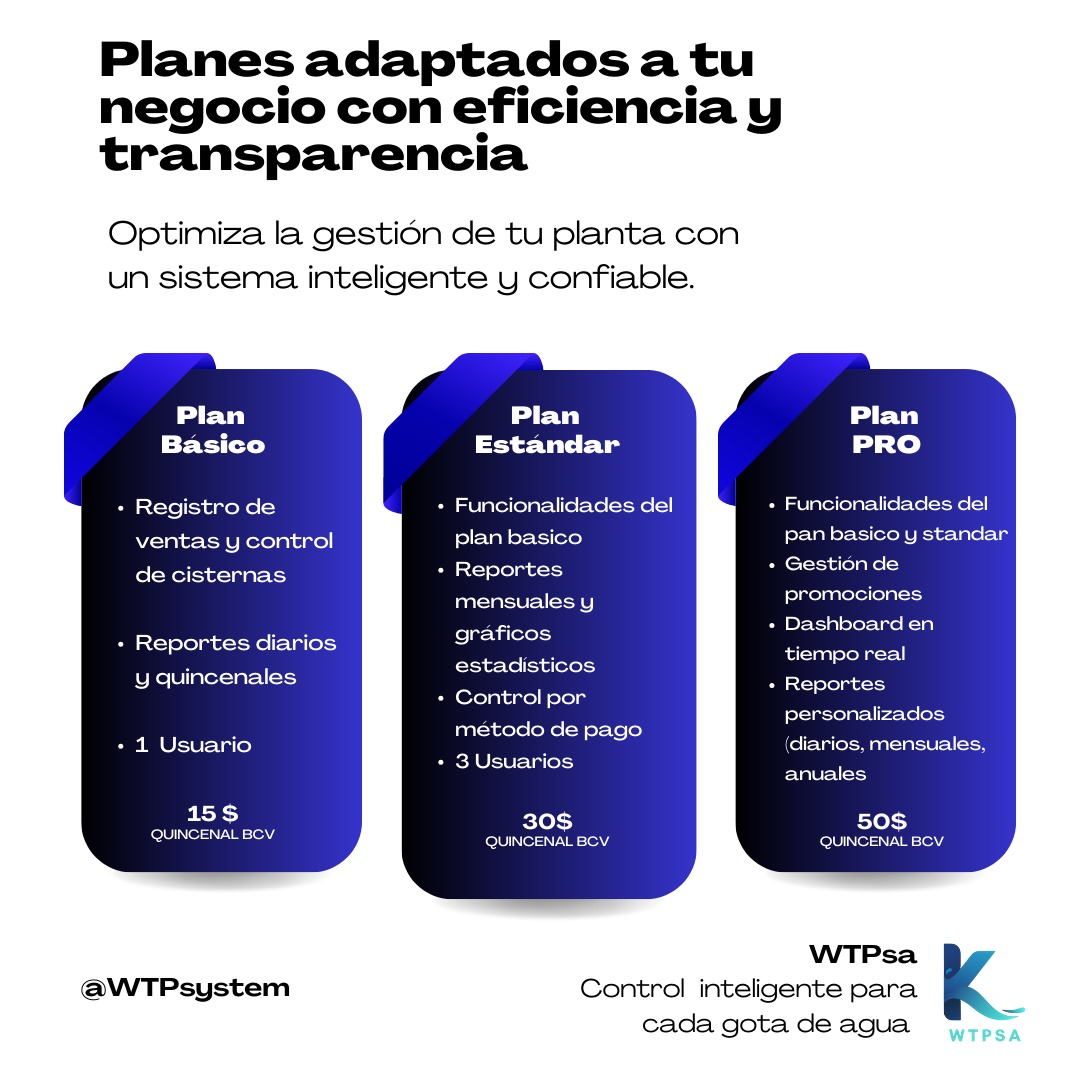 Planes adaptados a tu
negocio con eficiencia y
transparencia
Optimiza la gestión de tu planta con
un sistema inteligente y confiable.
Plan
Básico
• Registro de
ventas y control
de cisternas
• Reportes diarios
y quincenales
• 1 Usuario
15 $
QUINCENAL BCV
Plan
Estándar
• Funcionalidades del
plan basico
• Reportes
mensuales y
gráficos
estadísticos
• Control por
método de pago
• 3 Usuarios
30$
QUINCENAL BCV
Plan
PRO
• Funcionalidades del
pan basico y standar
• Gestión de
promociones
• Dashboard en
tiempo real
• Reportes
personalizados
(diarios, mensuales,
anuales
50$
QUINCENAL BCV
@WTPsystem
WTPsa
Control inteligente para
cada gota de agua
K
WTPSA